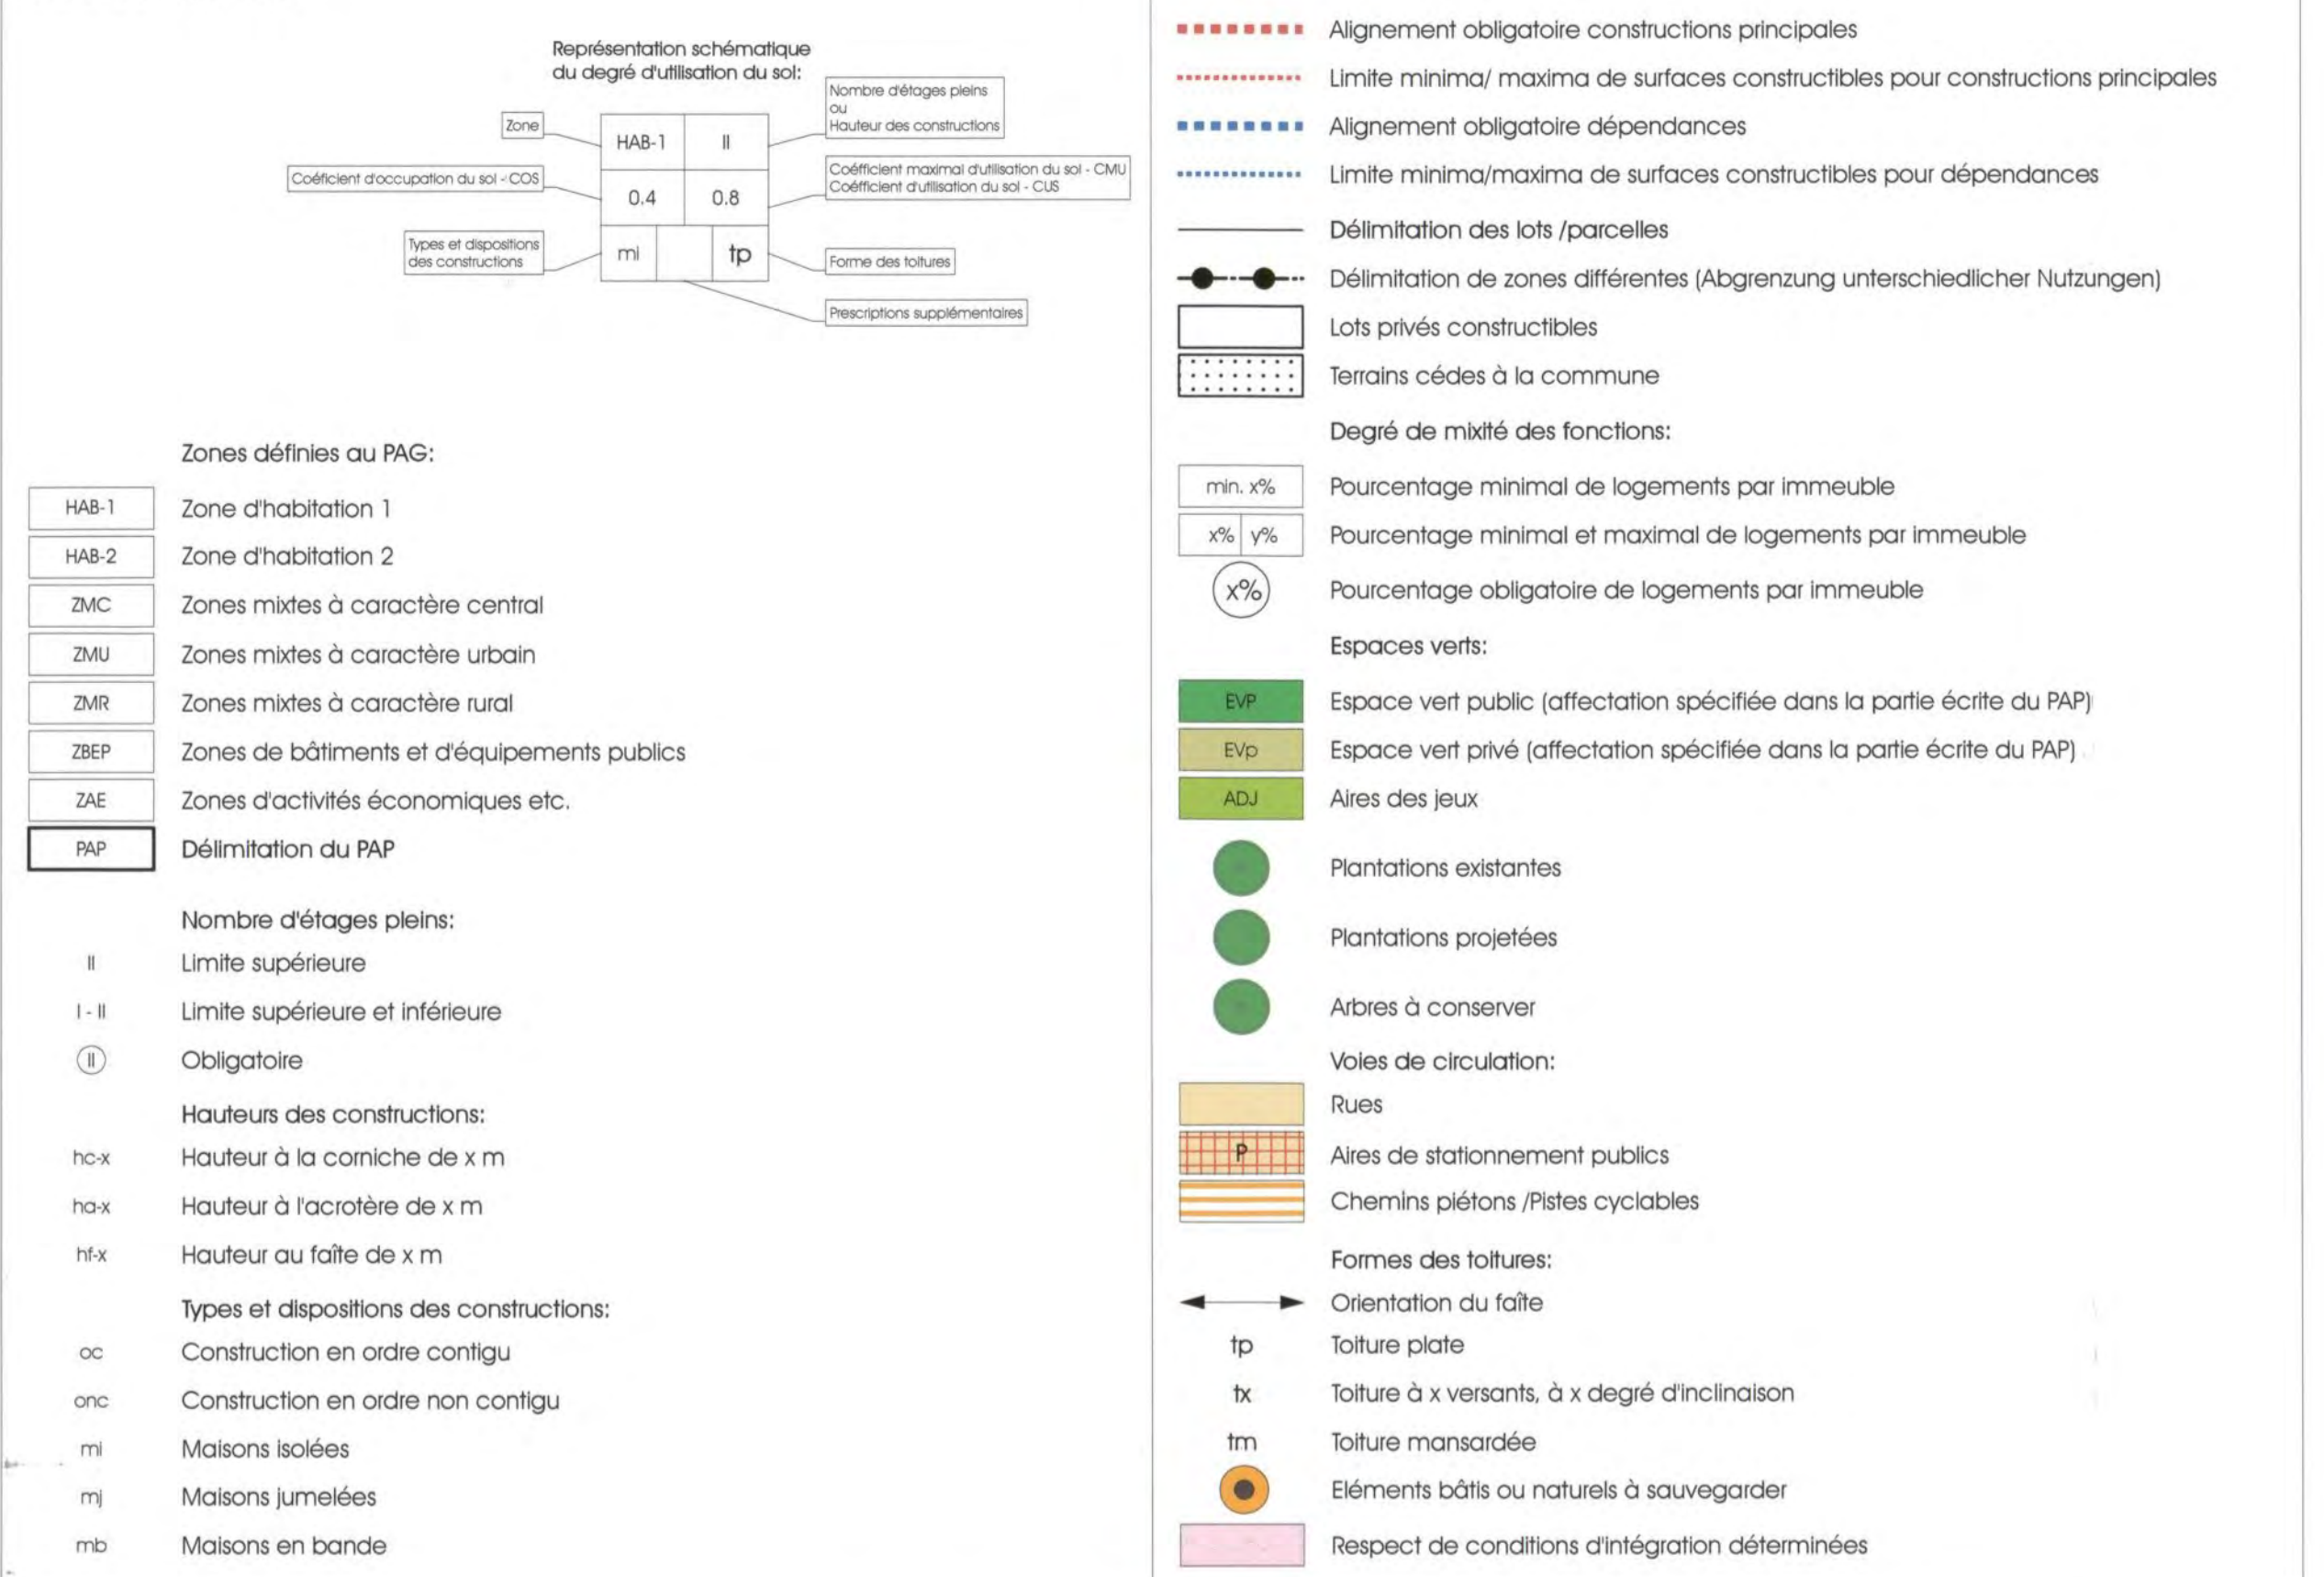 Représentation schématique
du degré d'utilisation du sol:
Zone
HAB-1 II
Nombre d'étages pleins
ou
Hauteur des constructions
Coéficient d'occupation du sol - COS
0.4 0.8
Coéfficient maximal d'utilisation du sol - CMU
Coéfficient d'utilisation du sol - CUS
Types et dispositions
des constructions
mi tp
Forme des toitures
Prescriptions supplémentaires
Zones définies au PAG:
HAB-1 Zone d'habitation 1
HAB-2 Zone d'habitation 2
ZMC Zones mixtes à caractère central
ZMU Zones mixtes à caractère urbain
ZMR Zones mixtes à caractère rural
ZBEP Zones de bâtiments et d'équipements publics
ZAE Zones d'activités économiques etc.
PAP Délimitation du PAP
Nombre d'étages pleins:
II Limite supérieure
I - II Limite supérieure et inférieure
II Obligatoire
Hauteurs des constructions:
hc-x Hauteur à la corniche de x m
ha-x Hauteur à l'acrotère de x m
hf-x Hauteur au faîte de x m
Types et dispositions des constructions:
oc Construction en ordre contigu
onc Construction en ordre non contigu
mi Maisons isolées
mj Maisons jumelées
mb Maisons en bande
Alignement obligatoire constructions principales
Limite minima/ maxima de surfaces constructibles pour constructions principales
Alignement obligatoire dépendances
Limite minima/maxima de surfaces constructibles pour dépendances
Délimitation des lots /parcelles
Délimitation de zones différentes (Abgrenzung unterschiedlicher Nutzungen)
Lots privés constructibles
Terrains cédes à la commune
Degré de mixité des fonctions:
min. x% Pourcentage minimal de logements par immeuble
x% y% Pourcentage minimal et maximal de logements par immeuble
x% Pourcentage obligatoire de logements par immeuble
Espaces verts:
EVP Espace vert public (affectation spécifiée dans la partie écrite du PAP)
EVp Espace vert privé (affectation spécifiée dans la partie écrite du PAP)
ADJ Aires des jeux
Plantations existantes
Plantations projetées
Arbres à conserver
Voies de circulation:
Rues
P Aires de stationnement publics
Chemins piétons /Pistes cyclables
Formes des toitures:
Orientation du faîte
tp Toiture plate
tx Toiture à x versants, à x degré d'inclinaison
tm Toiture mansardée
Eléments bâtis ou naturels à sauvegarder
Respect de conditions d'intégration déterminées